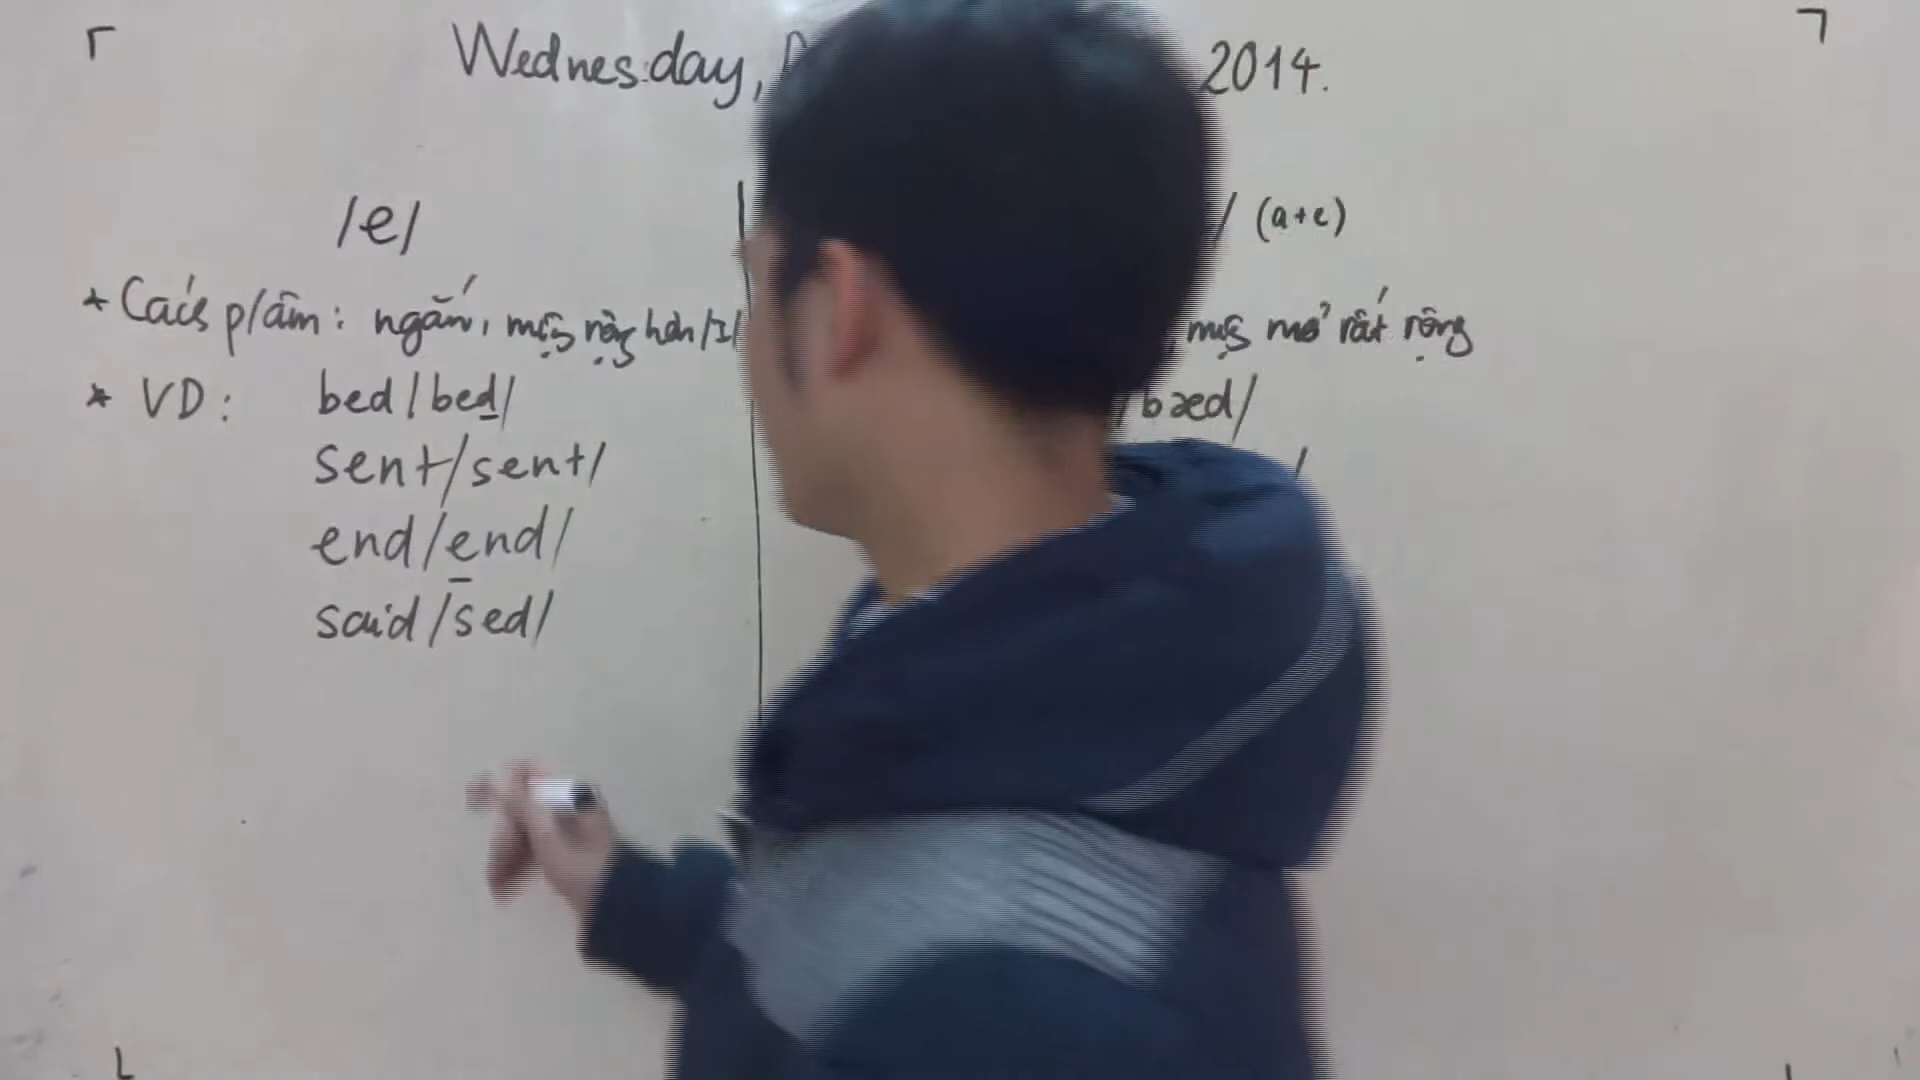 Wednesday, 2014.
/e/
/ (a+e)
* Cách p/âm: ngắn, miệng rộng hơn /ɪ/
, miệng mở rất rộng
* VD: bed /bed/
/bæd/
sent /sent/
/
end /end/
said /sed/